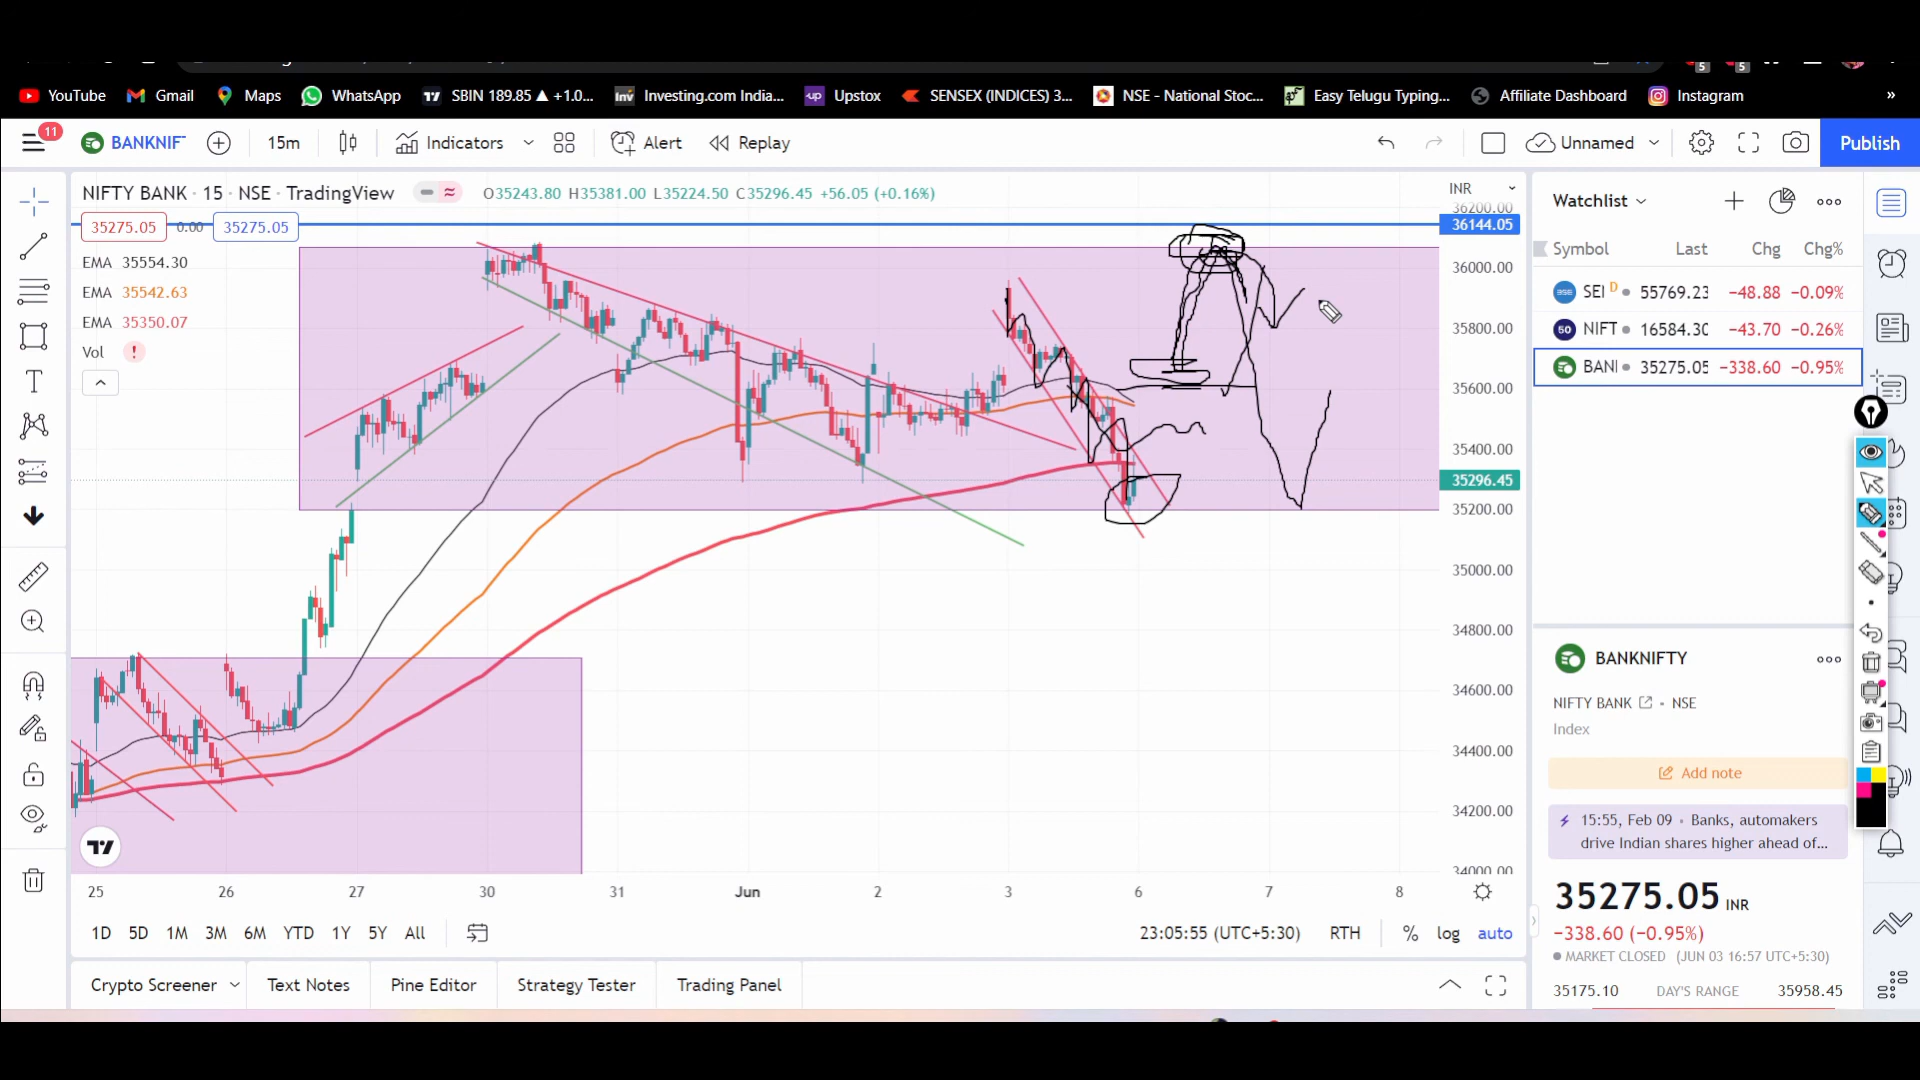 YouTube Gmail Maps WhatsApp SBIN 189.85 ▲ +1.0... Investing.com India... Upstox SENSEX (INDICES) 3... NSE - National Stoc... Easy Telugu Typing... Affiliate Dashboard Instagram »
11 BANKNIF 15m Indicators Alert Replay Unnamed Publish
NIFTY BANK · 15 · NSE · TradingView O35243.80 H35381.00 L35224.50 C35296.45 +56.05 (+0.16%)
35275.05 0.00 35275.05
EMA 35554.30
EMA 35542.63
EMA 35350.07
Vol !
INR
36200.00
36144.05
36000.00
35800.00
35600.00
35400.00
35296.45
35200.00
35000.00
34800.00
34600.00
34400.00
34200.00
34000.00
25 26 27 30 31 Jun 2 3 6 7 8
1D 5D 1M 3M 6M YTD 1Y 5Y All 23:05:55 (UTC+5:30) RTH % log auto
Crypto Screener Text Notes Pine Editor Strategy Tester Trading Panel
Watchlist
Symbol Last Chg Chg%
SEI D 55769.23 −48.88 −0.09%
NIFT 16584.30 −43.70 −0.26%
BANI 35275.05 −338.60 −0.95%
BANKNIFTY
NIFTY BANK • NSE
Index
Add note
15:55, Feb 09 • Banks, automakers
drive Indian shares higher ahead of...
35275.05 INR
−338.60 (−0.95%)
MARKET CLOSED (JUN 03 16:57 UTC+5:30)
35175.10 DAY'S RANGE 35958.45